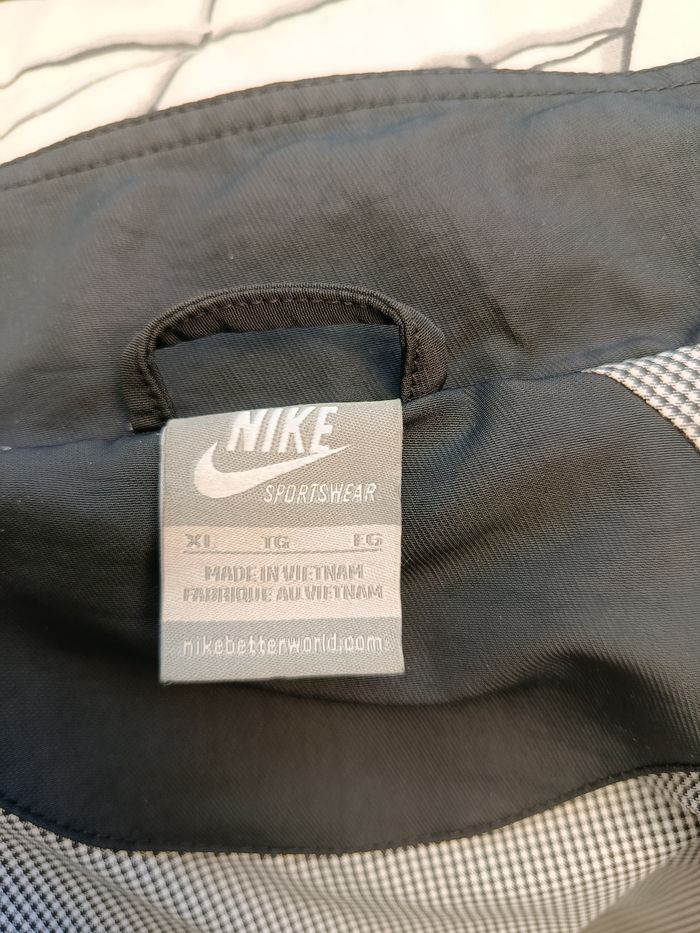 NIKE
SPORTSWEAR
XL TG EG
MADE IN VIETNAM
FABRIQUE AU VIETNAM
nikebetterworld.com